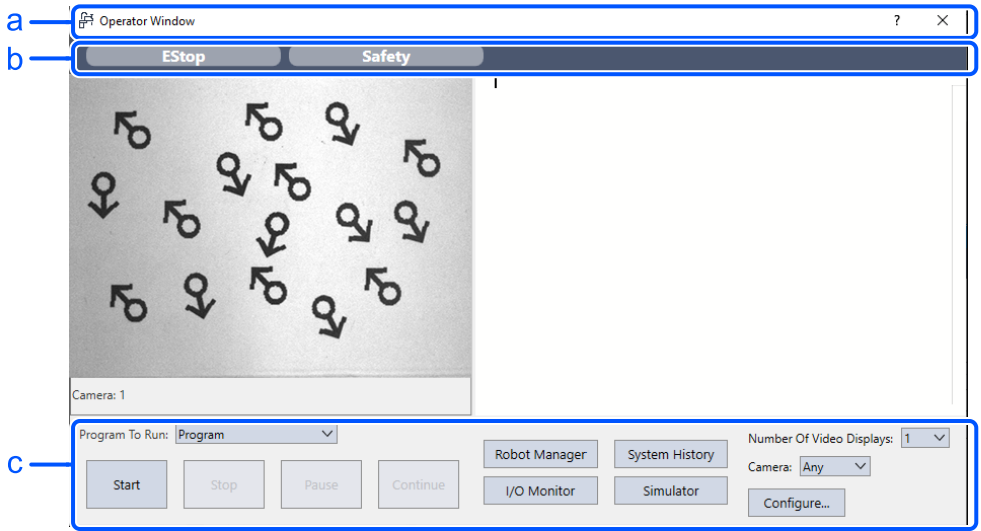 a
Operator Window
?
b
EStop
Safety
Camera: 1
c
Program To Run: Program
Number Of Video Displays: 1
Robot Manager
System History
Camera: Any
Start
Stop
Pause
Continue
I/O Monitor
Simulator
Configure...